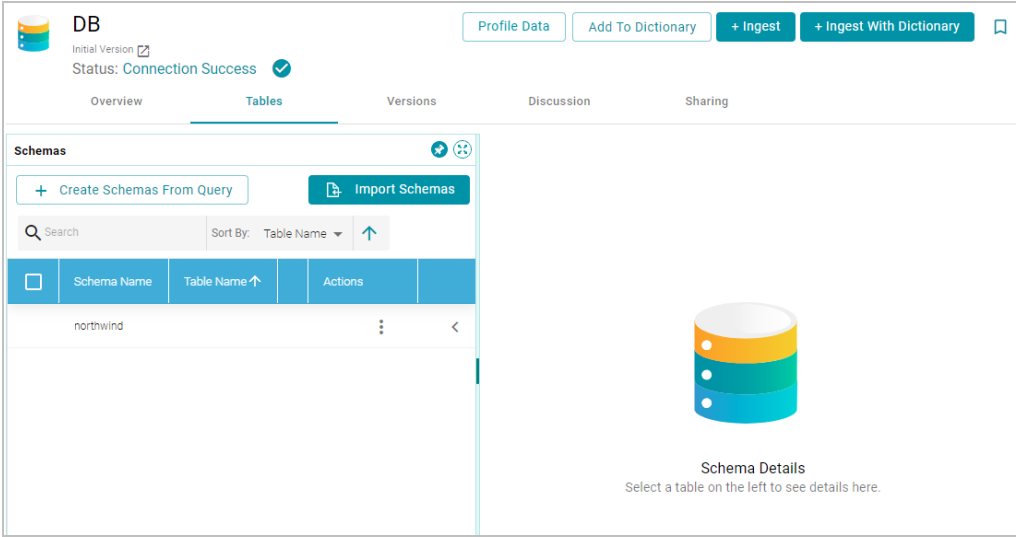 DB
Profile Data Add To Dictionary + Ingest + Ingest With Dictionary
Initial Version
Status: Connection Success
Overview Tables Versions Discussion Sharing
Schemas
+ Create Schemas From Query Import Schemas
Search Sort By: Table Name
Schema Name Table Name Actions
northwind
Schema Details
Select a table on the left to see details here.